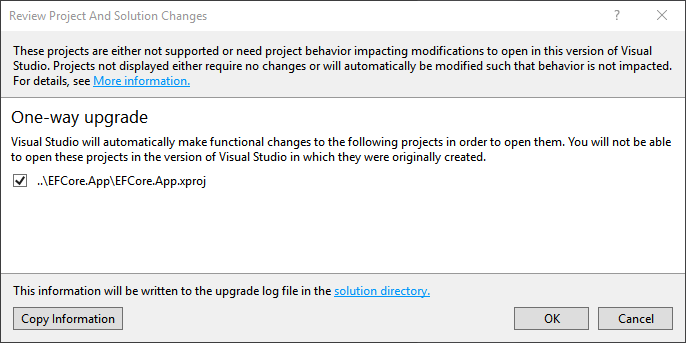 Review Project And Solution Changes
?
These projects are either not supported or need project behavior impacting modifications to open in this version of Visual
Studio. Projects not displayed either require no changes or will automatically be modified such that behavior is not impacted.
For details, see More information.
One-way upgrade
Visual Studio will automatically make functional changes to the following projects in order to open them. You will not be able
to open these projects in the version of Visual Studio in which they were originally created.
..\EFCore.App\EFCore.App.xproj
This information will be written to the upgrade log file in the solution directory.
Copy Information OK Cancel